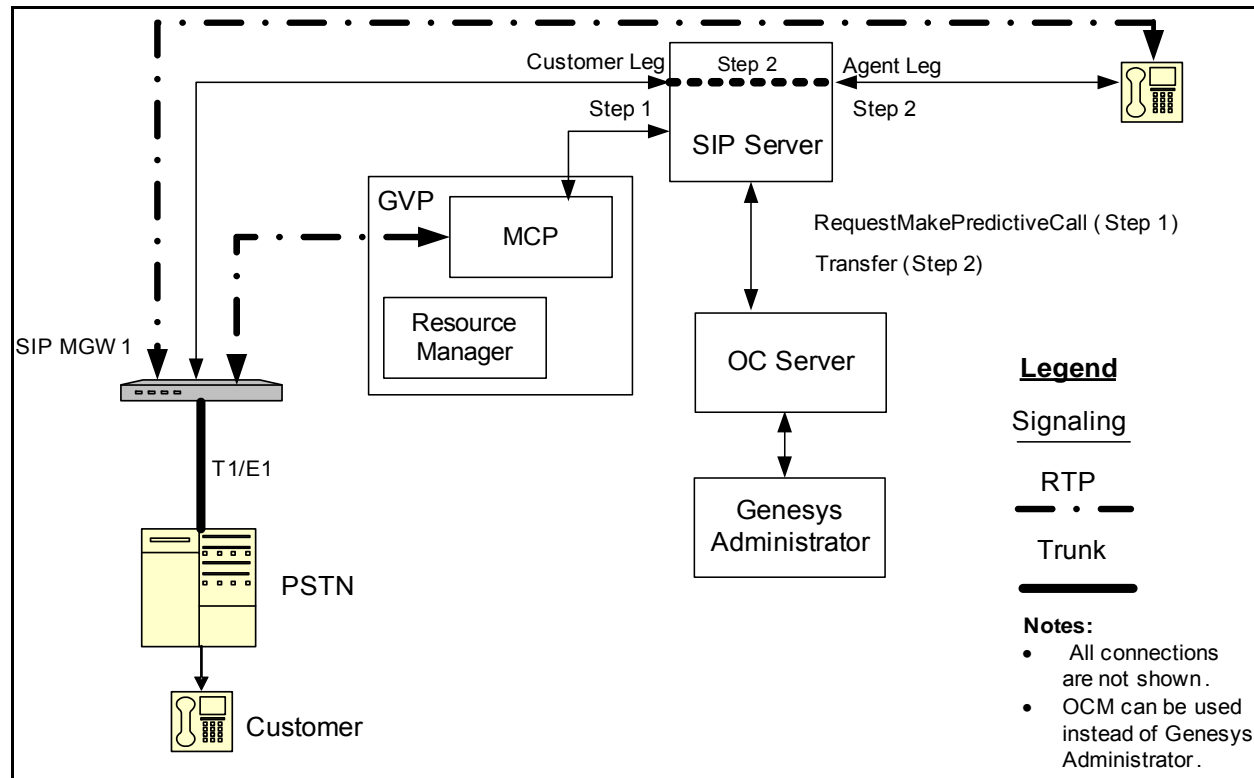 Customer Leg
Step 2
Agent Leg
Step 1
Step 2
SIP Server
GVP
MCP
RequestMakePredictiveCall ( Step 1)
Transfer (Step 2)
Resource
Manager
SIP MGW 1
OC Server
Legend
Signaling
T1/E1
RTP
Genesys
Administrator
Trunk
PSTN
Notes:
• All connections
are not shown.
• OCM can be used
instead of Genesys
Administrator.
Customer